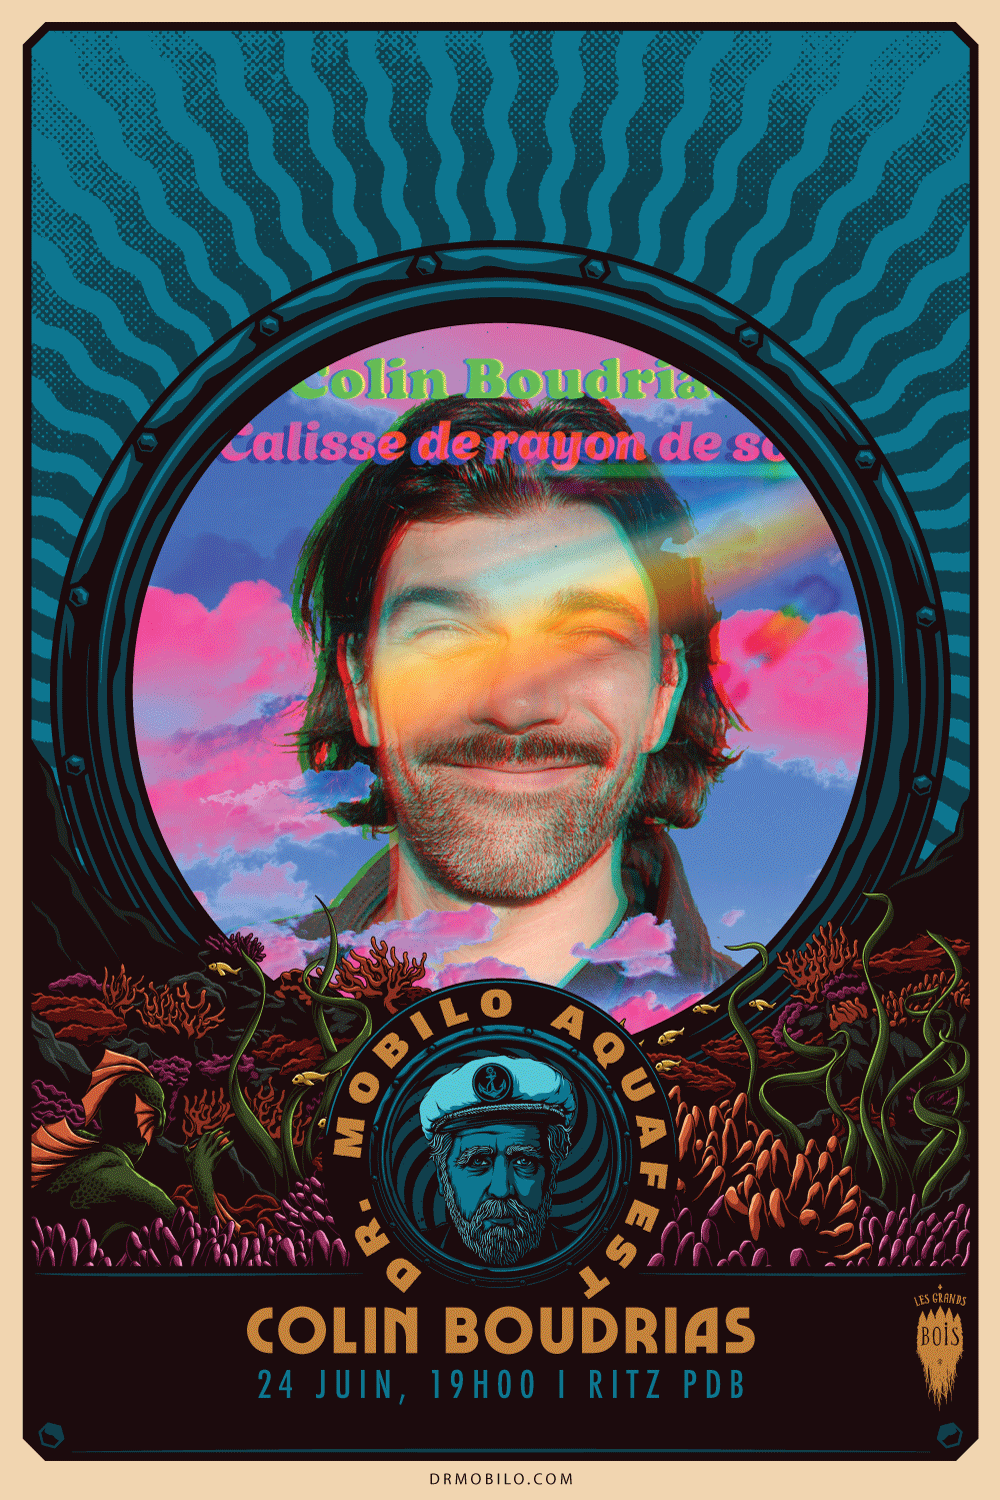 Colin Boudria
Calisse de rayon de so
DR. MOBILO AQUAFEST
COLIN BOUDRIAS
24 JUIN, 19H00 I RITZ PDB
LES GRANDS
BOIS
DRMOBILO.COM